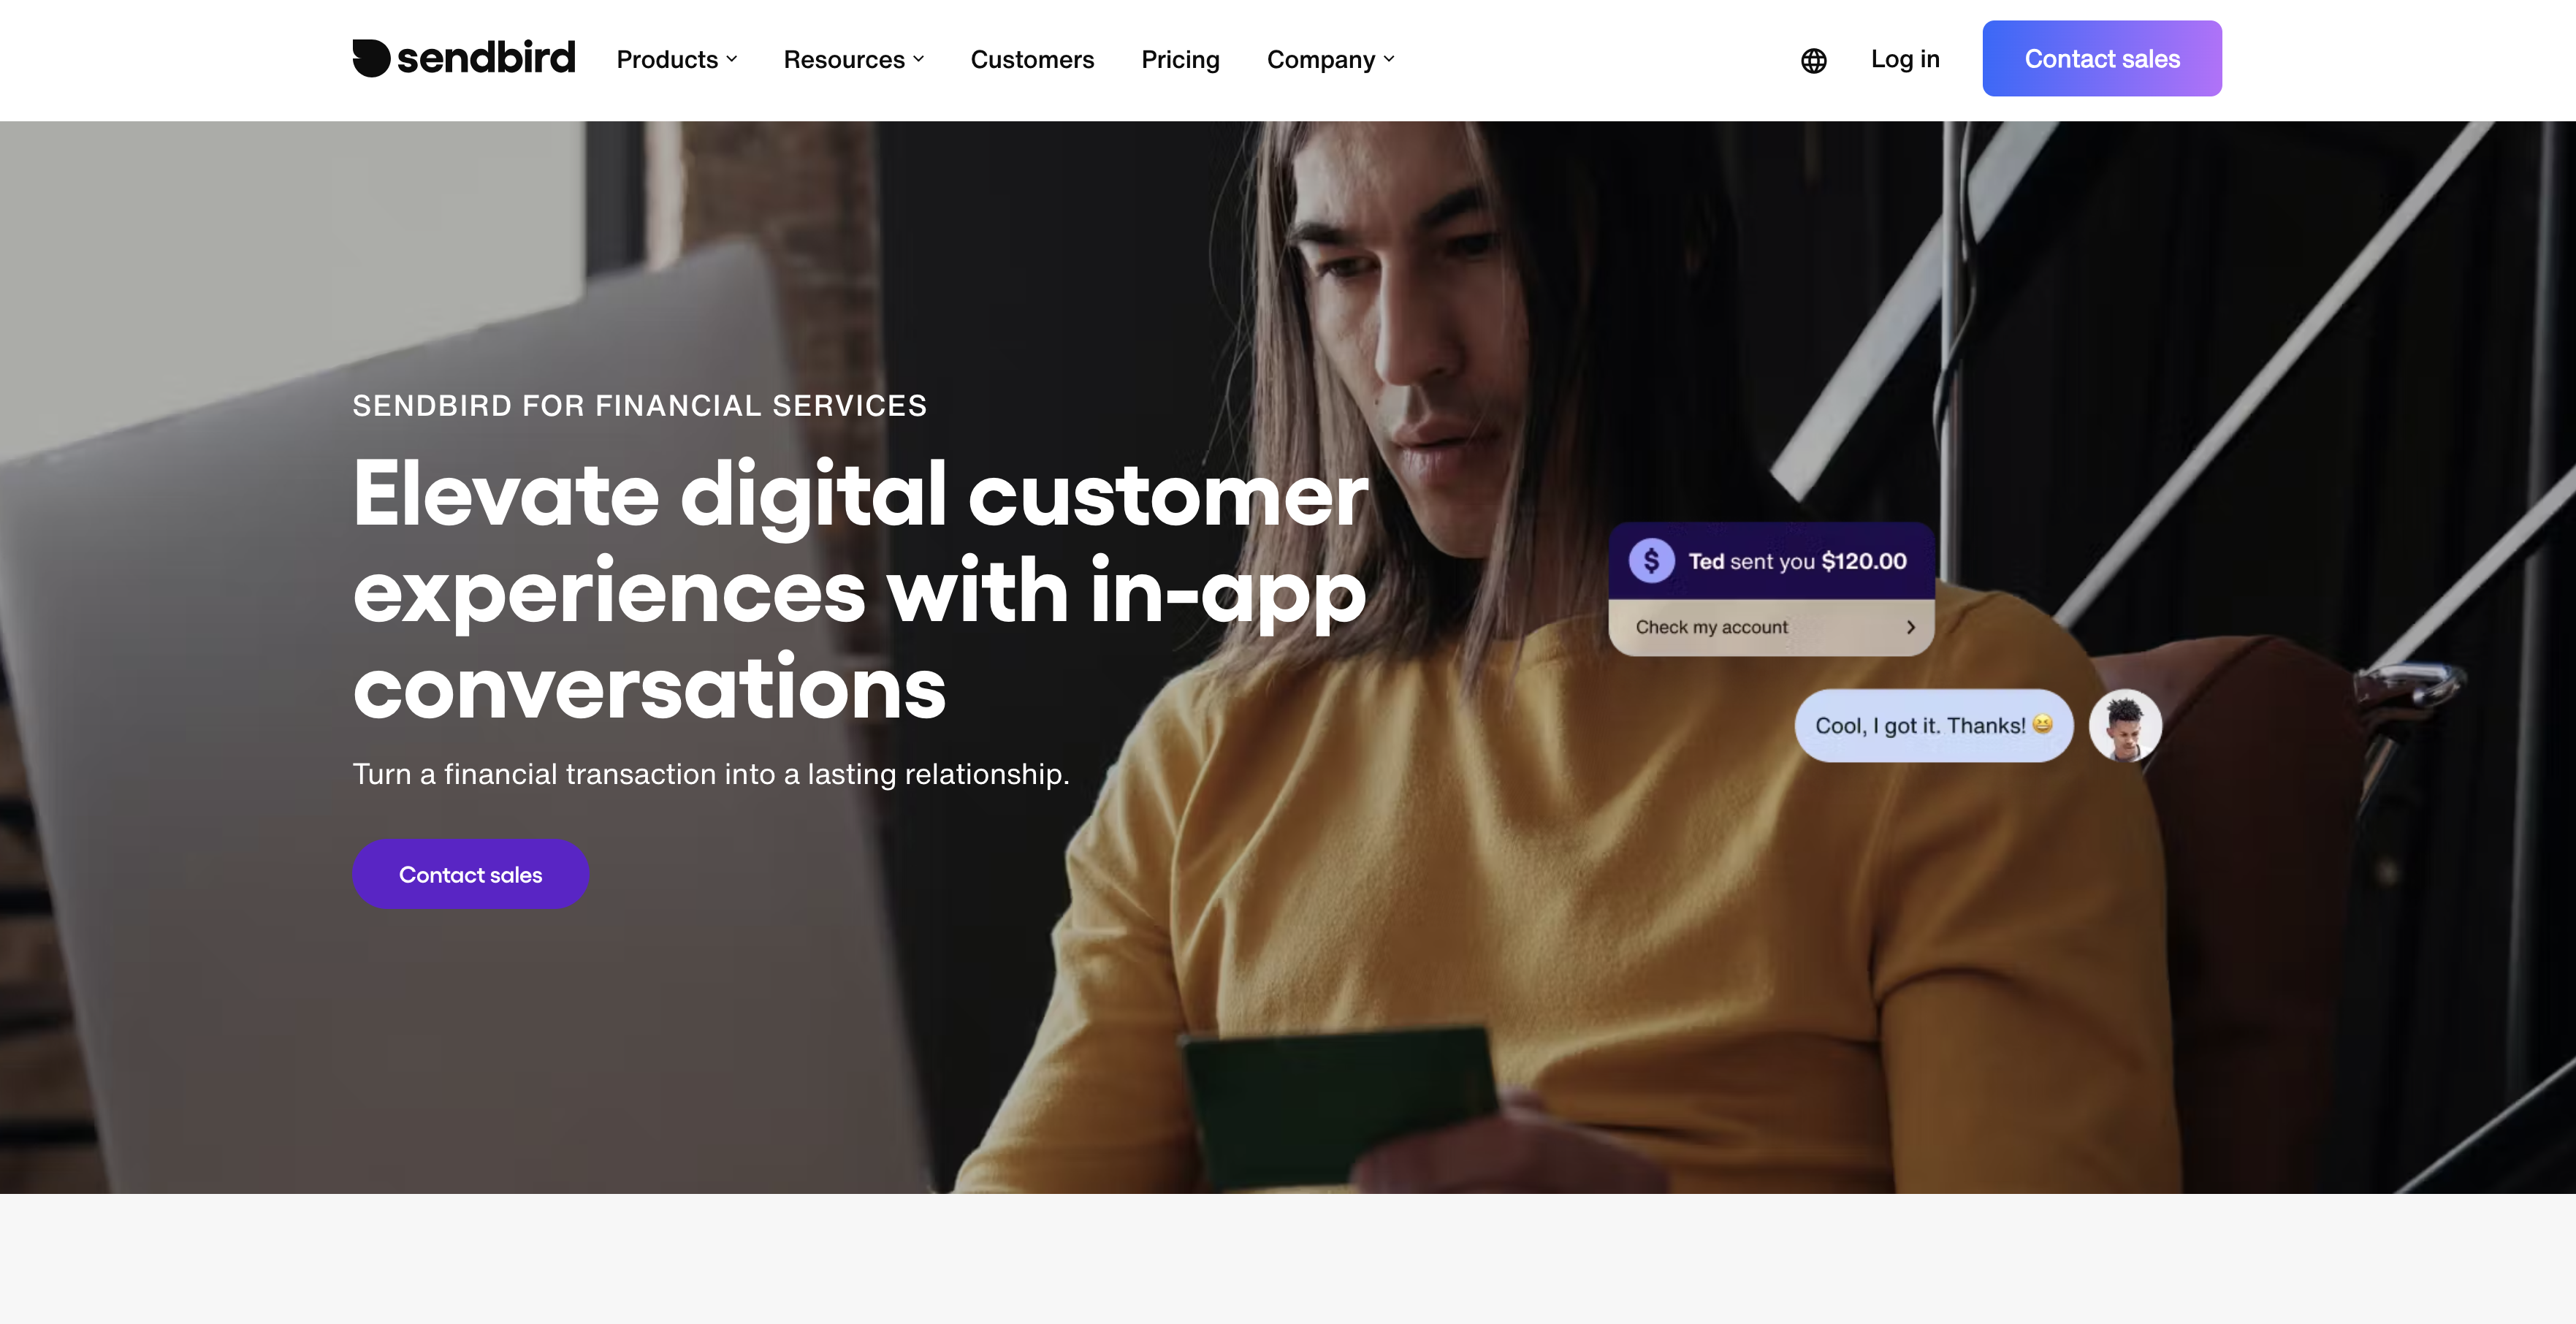 sendbird
Products
Resources
Customers
Pricing
Company
Log in
Contact sales
SENDBIRD FOR FINANCIAL SERVICES
Elevate digital customer
experiences with in-app
conversations
Turn a financial transaction into a lasting relationship.
Contact sales
$ Ted sent you $120.00
Check my account
Cool, I got it. Thanks! 😆